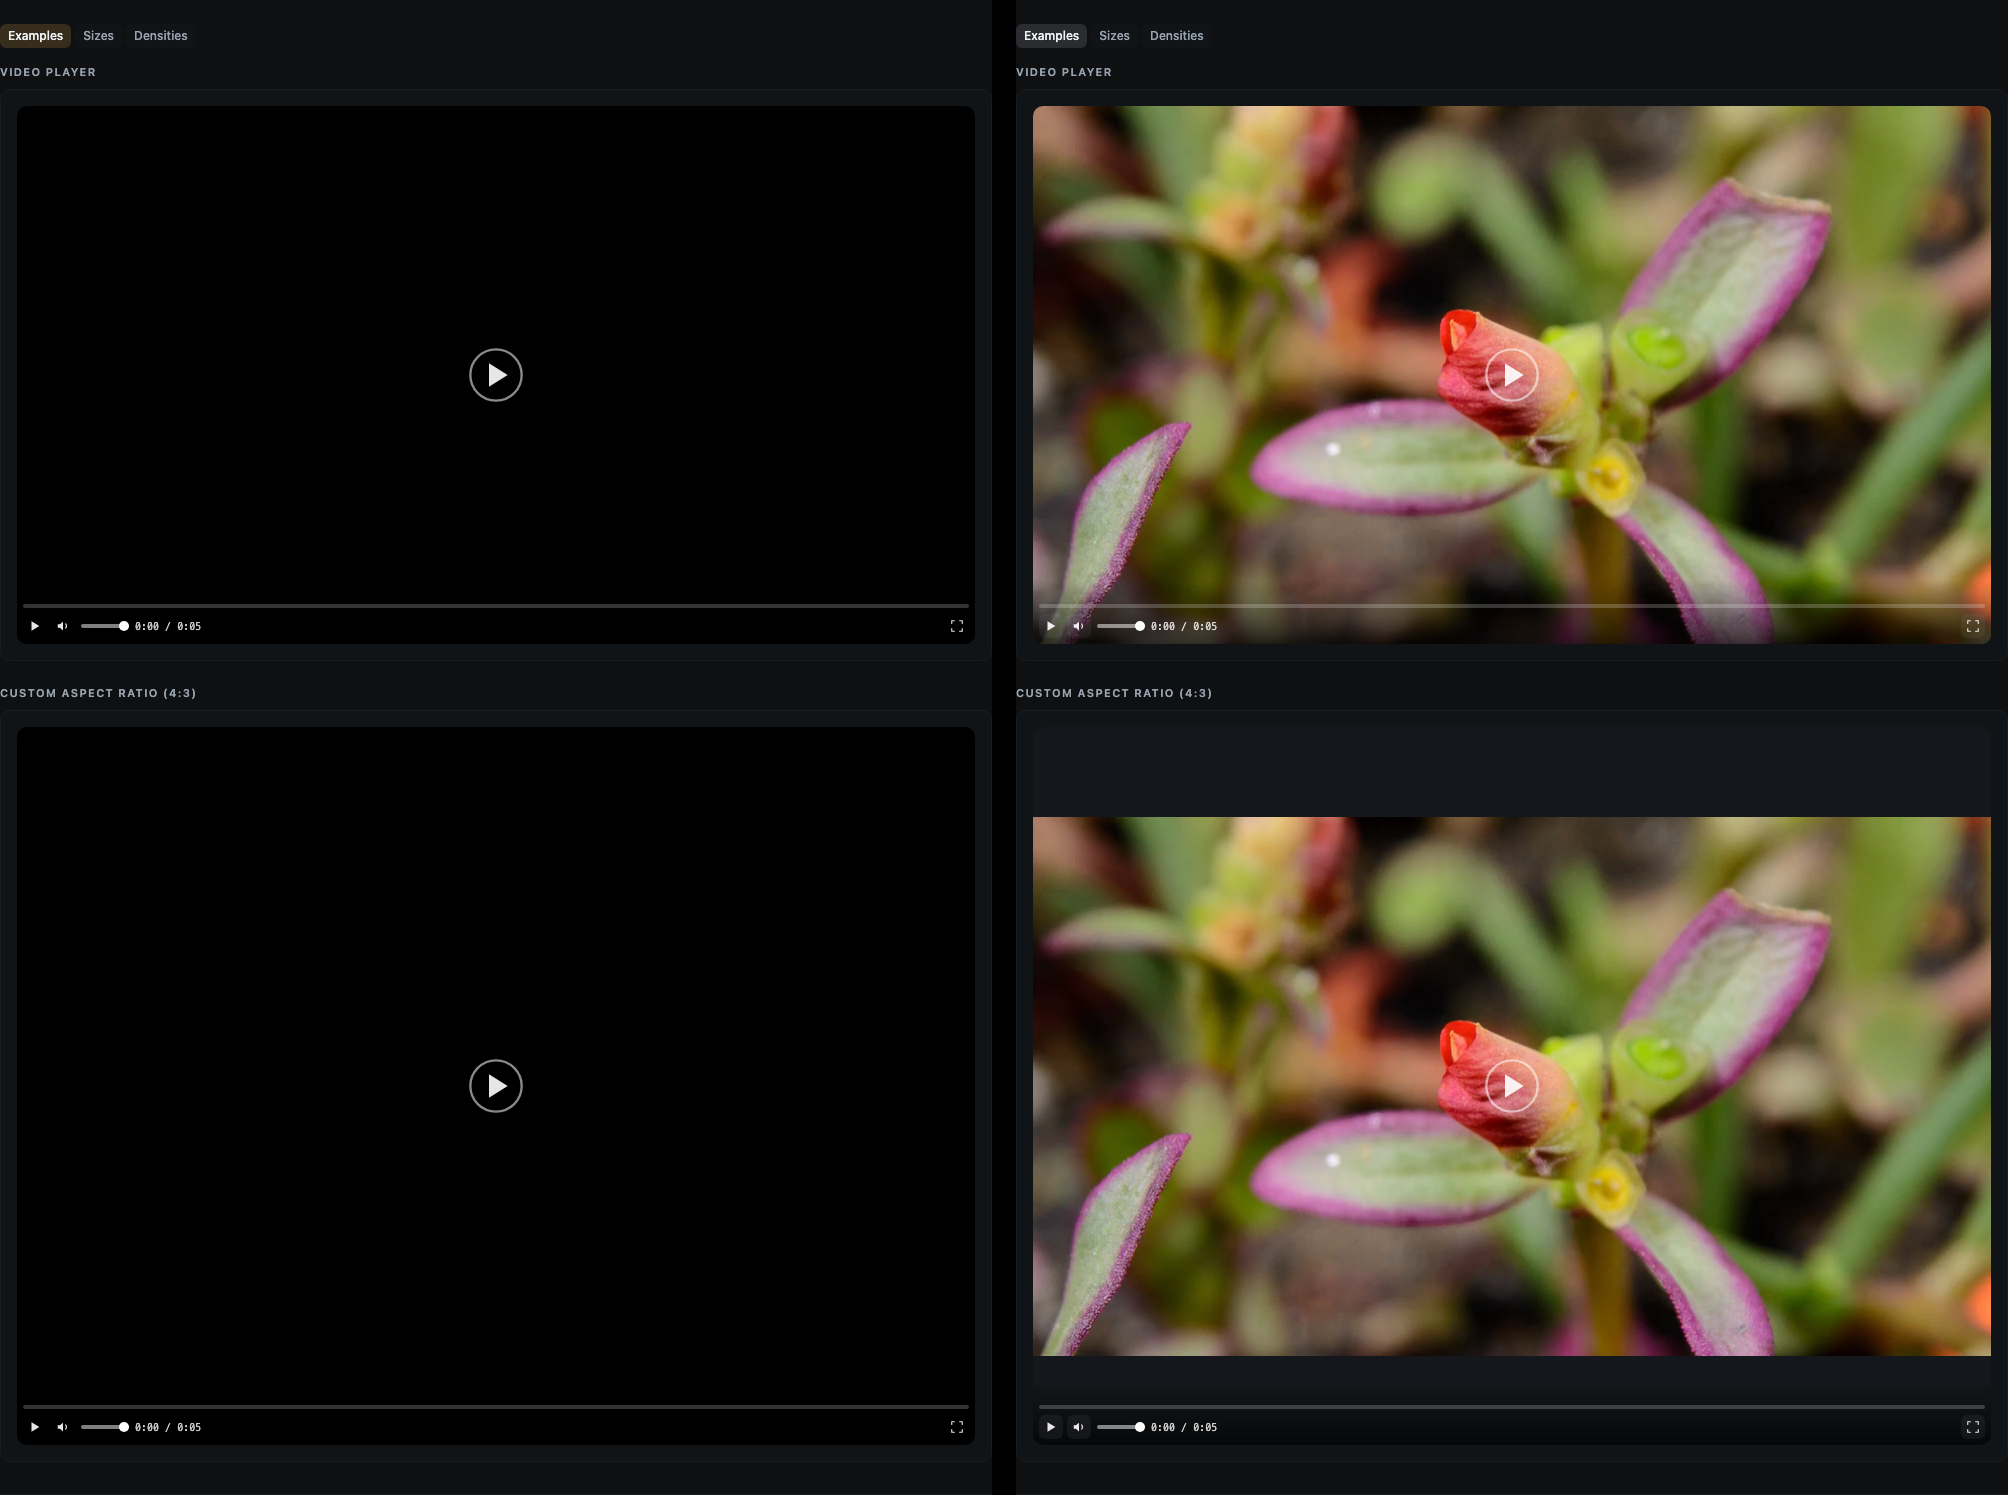 Examples Sizes Densities
VIDEO PLAYER
0:00 / 0:05
CUSTOM ASPECT RATIO (4:3)
0:00 / 0:05
Examples Sizes Densities
VIDEO PLAYER
0:00 / 0:05
CUSTOM ASPECT RATIO (4:3)
0:00 / 0:05